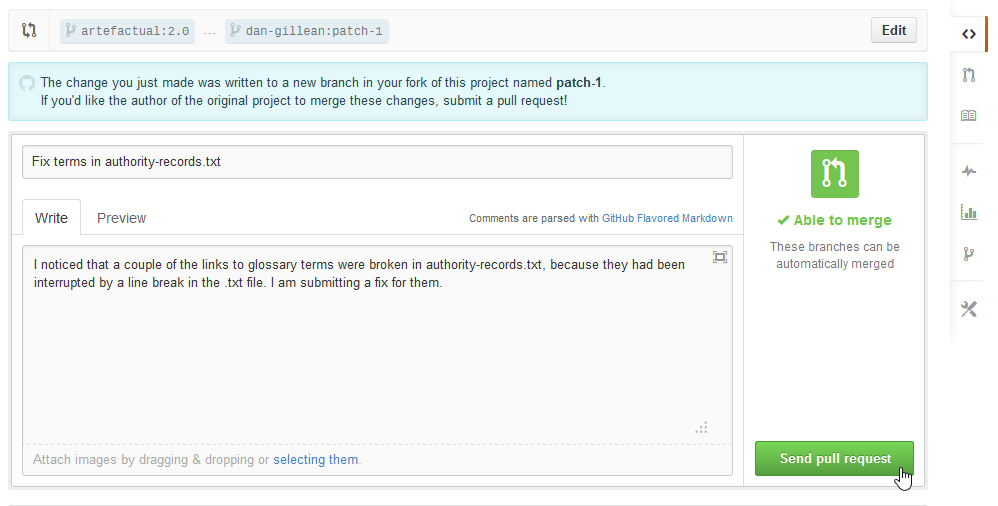 artefactual:2.0 ... dan-gillean:patch-1 Edit
The change you just made was written to a new branch in your fork of this project named patch-1.
If you'd like the author of the original project to merge these changes, submit a pull request!
Fix terms in authority-records.txt
Write Preview Comments are parsed with GitHub Flavored Markdown
I noticed that a couple of the links to glossary terms were broken in authority-records.txt, because they had been
interrupted by a line break in the .txt file. I am submitting a fix for them.
Attach images by dragging & dropping or selecting them.
Able to merge
These branches can be
automatically merged
Send pull request